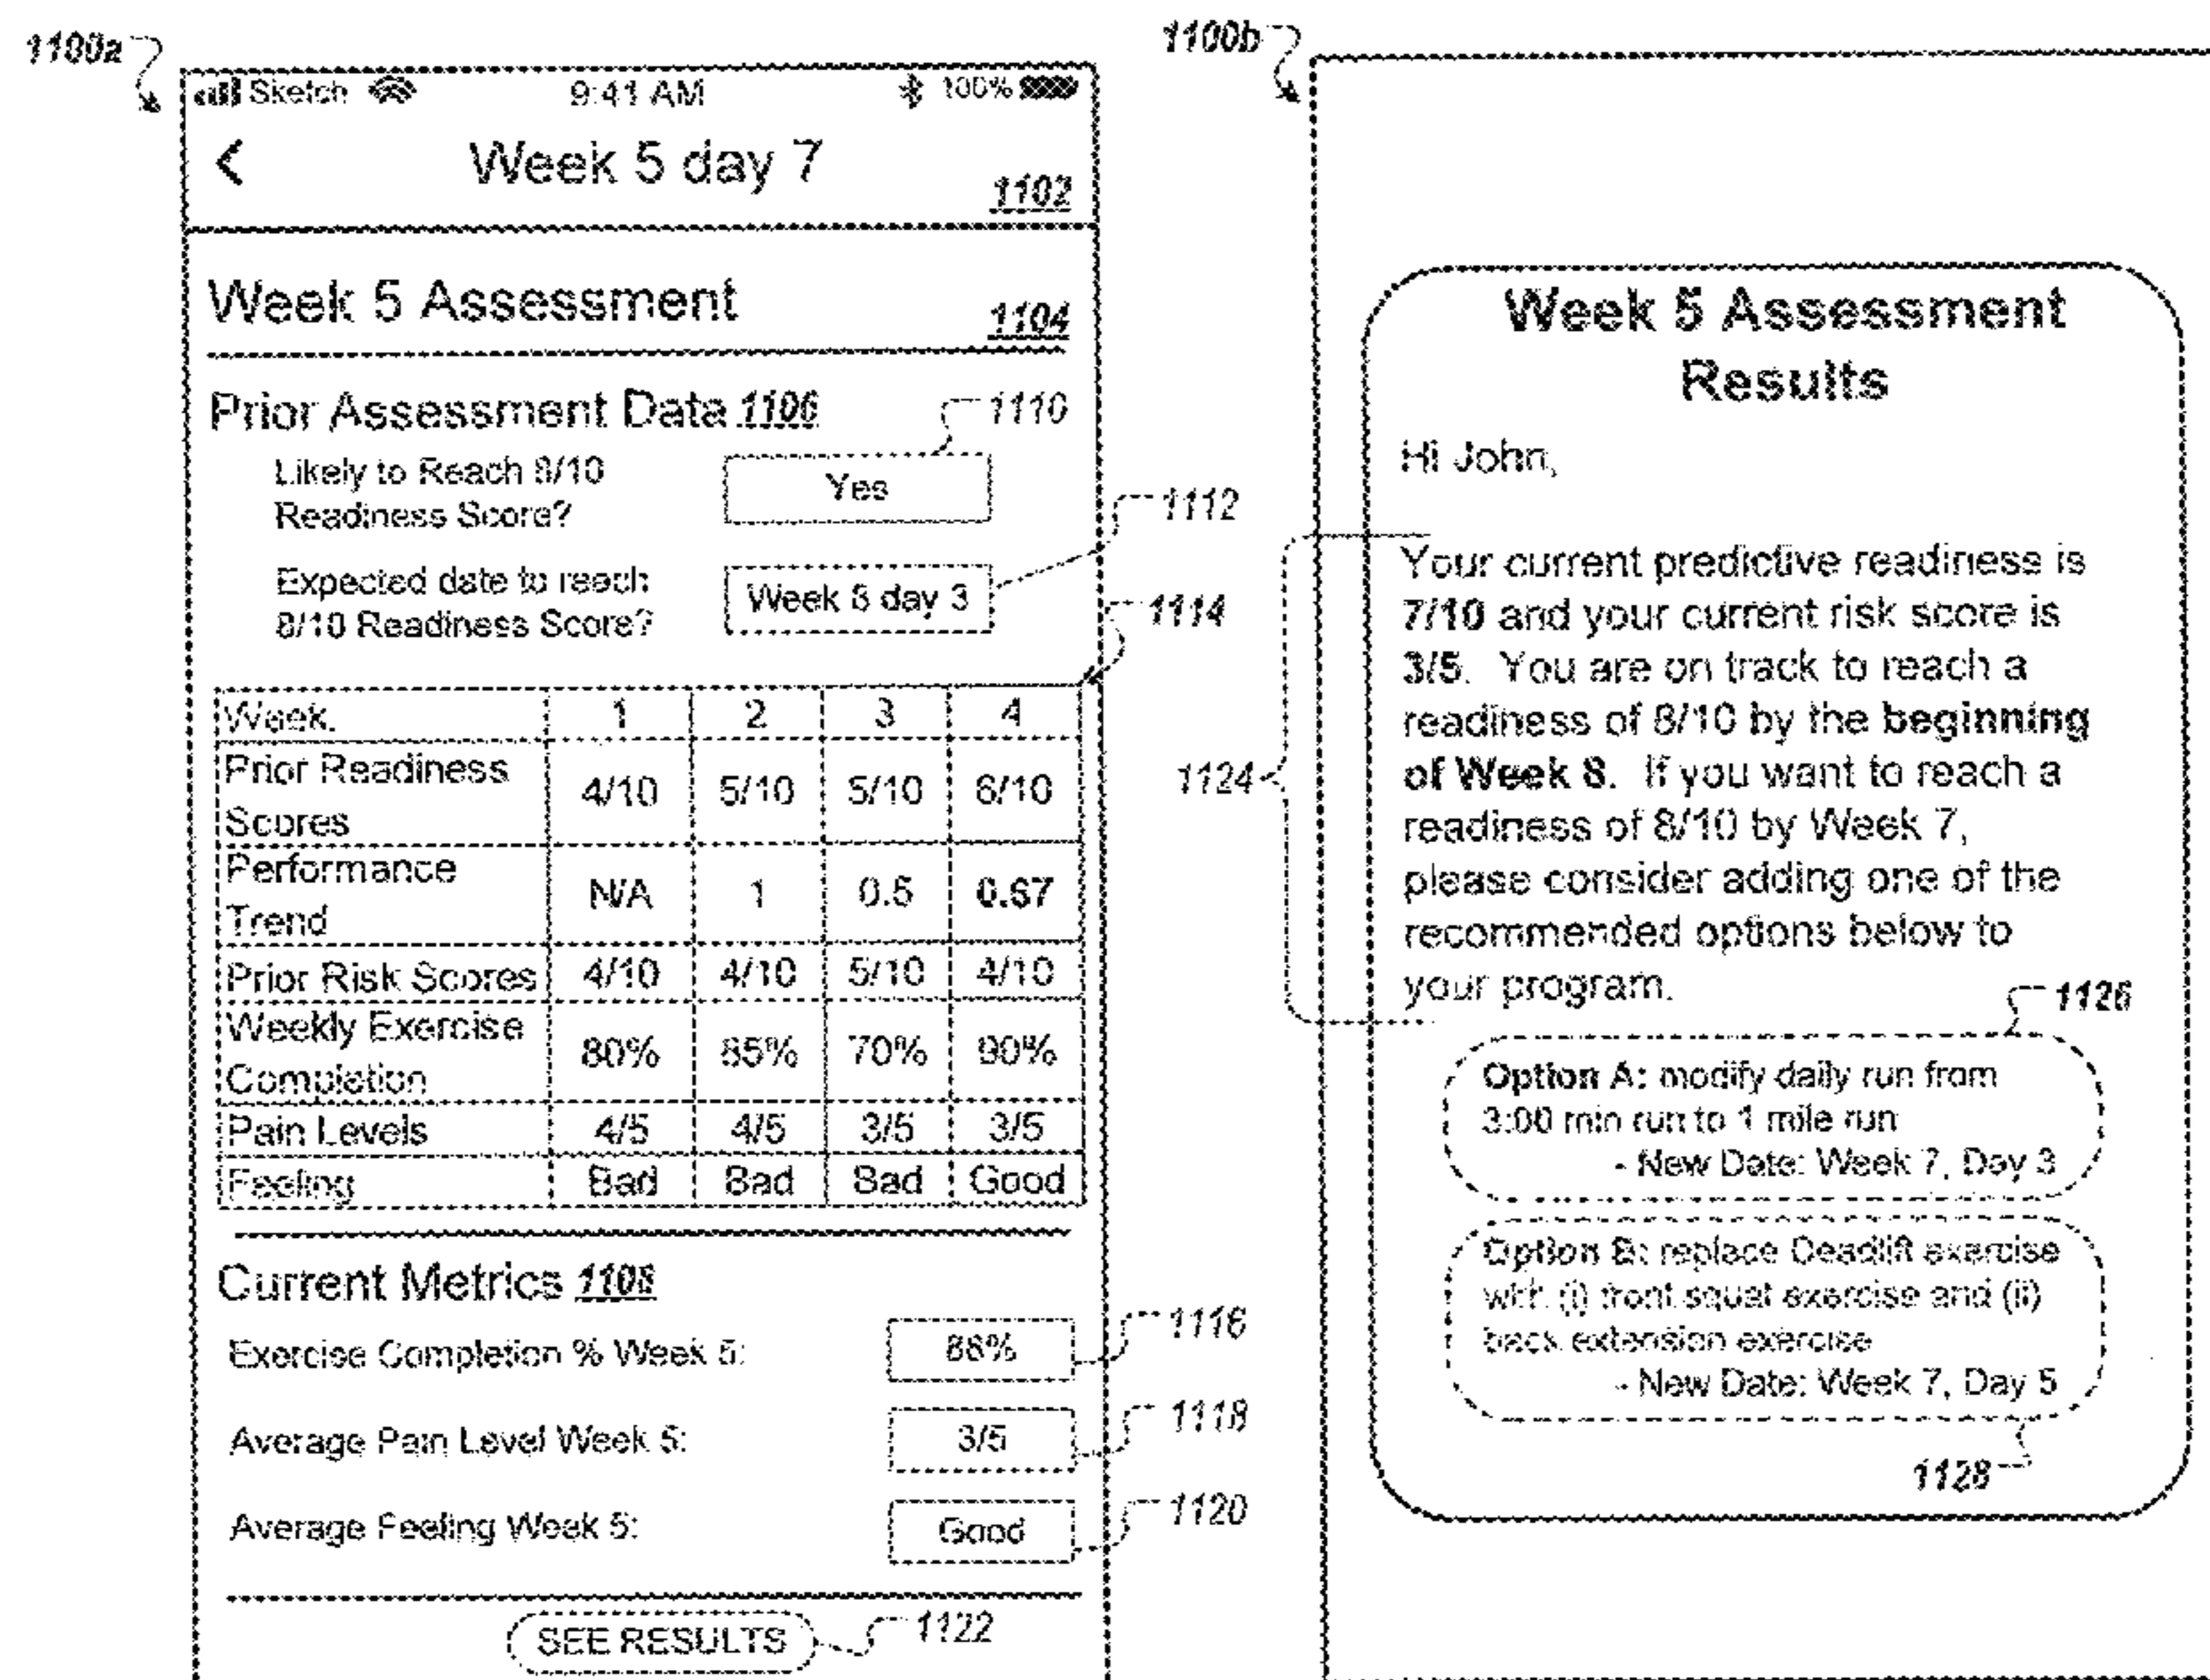 1100a
Sketch 9:41 AM 100%
< Week 5 day 7
1102
Week 5 Assessment 1104
Prior Assessment Data 1106
1110
Likely to Reach 8/10
Readiness Score?
Yes
1112
Expected date to reach
8/10 Readiness Score?
Week 8 day 3
1114
Week. 1 2 3 4
Prior Readiness
Scores
4/10 5/10 5/10 6/10
Performance
Trend
N/A 1 0.5 0.67
Prior Risk Scores 4/10 4/10 5/10 4/10
Weekly Exercise
Completion
80% 85% 70% 90%
Pain Levels 4/5 4/5 3/5 3/5
Feeling Bad Bad Bad Good
Current Metrics 1108
Exercise Completion % Week 5: 88% 1116
Average Pain Level Week 5: 3/5 1118
Average Feeling Week 5: Good 1120
SEE RESULTS 1122
1100b
Week 5 Assessment
Results
Hi John,
1124
Your current predictive readiness is
7/10 and your current risk score is
3/5. You are on track to reach a
readiness of 8/10 by the beginning
of Week 8. If you want to reach a
readiness of 8/10 by Week 7,
please consider adding one of the
recommended options below to
your program.
1126
Option A: modify daily run from
3:00 min run to 1 mile run
- New Date: Week 7, Day 3
Option B: replace Deadlift exercise
with (i) front squat exercise and (ii)
back extension exercise
- New Date: Week 7, Day 5
1128